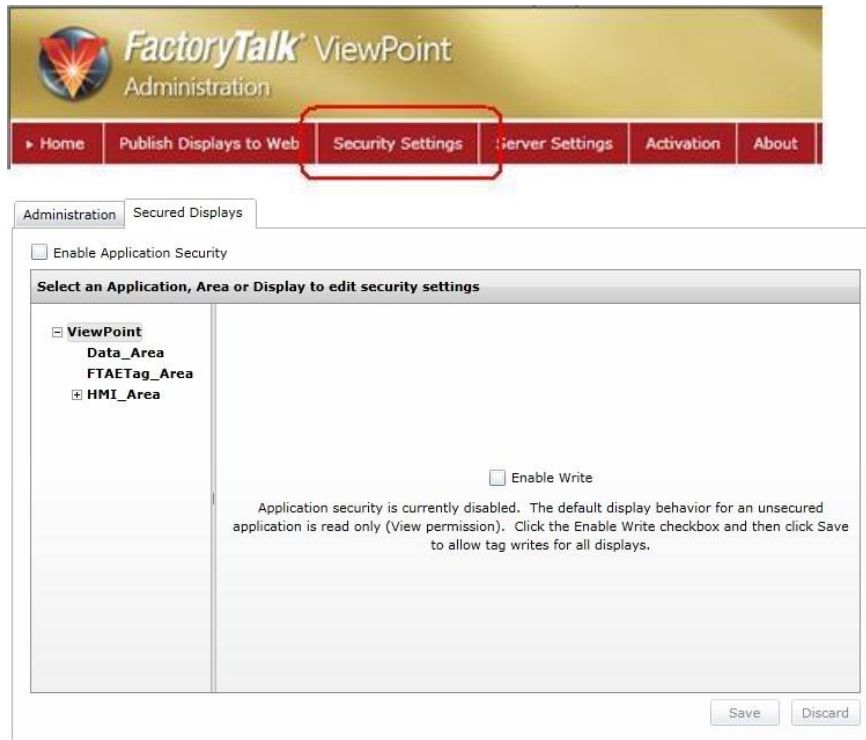 FactoryTalk® ViewPoint
Administration
Home Publish Displays to Web Security Settings Server Settings Activation About
Administration Secured Displays
Enable Application Security
Select an Application, Area or Display to edit security settings
ViewPoint
Data_Area
FTAETag_Area
HMI_Area
Enable Write
Application security is currently disabled. The default display behavior for an unsecured
application is read only (View permission). Click the Enable Write checkbox and then click Save
to allow tag writes for all displays.
Save Discard